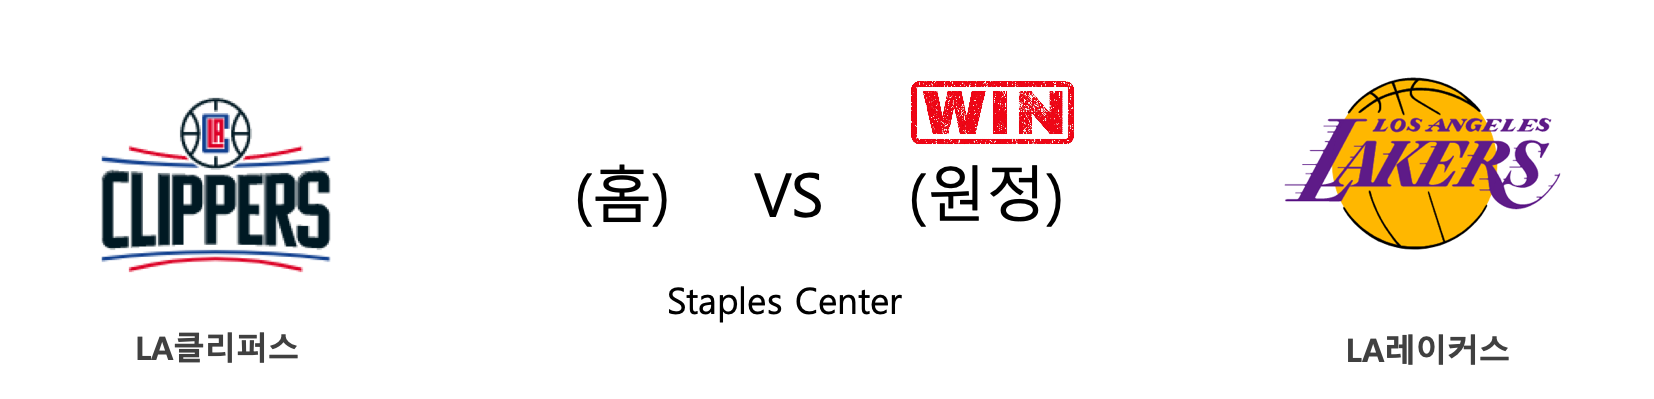 LA
CLIPPERS
LA클리퍼스
WIN
(홈) VS (원정)
Staples Center
LOS ANGELES
LAKERS
LA레이커스